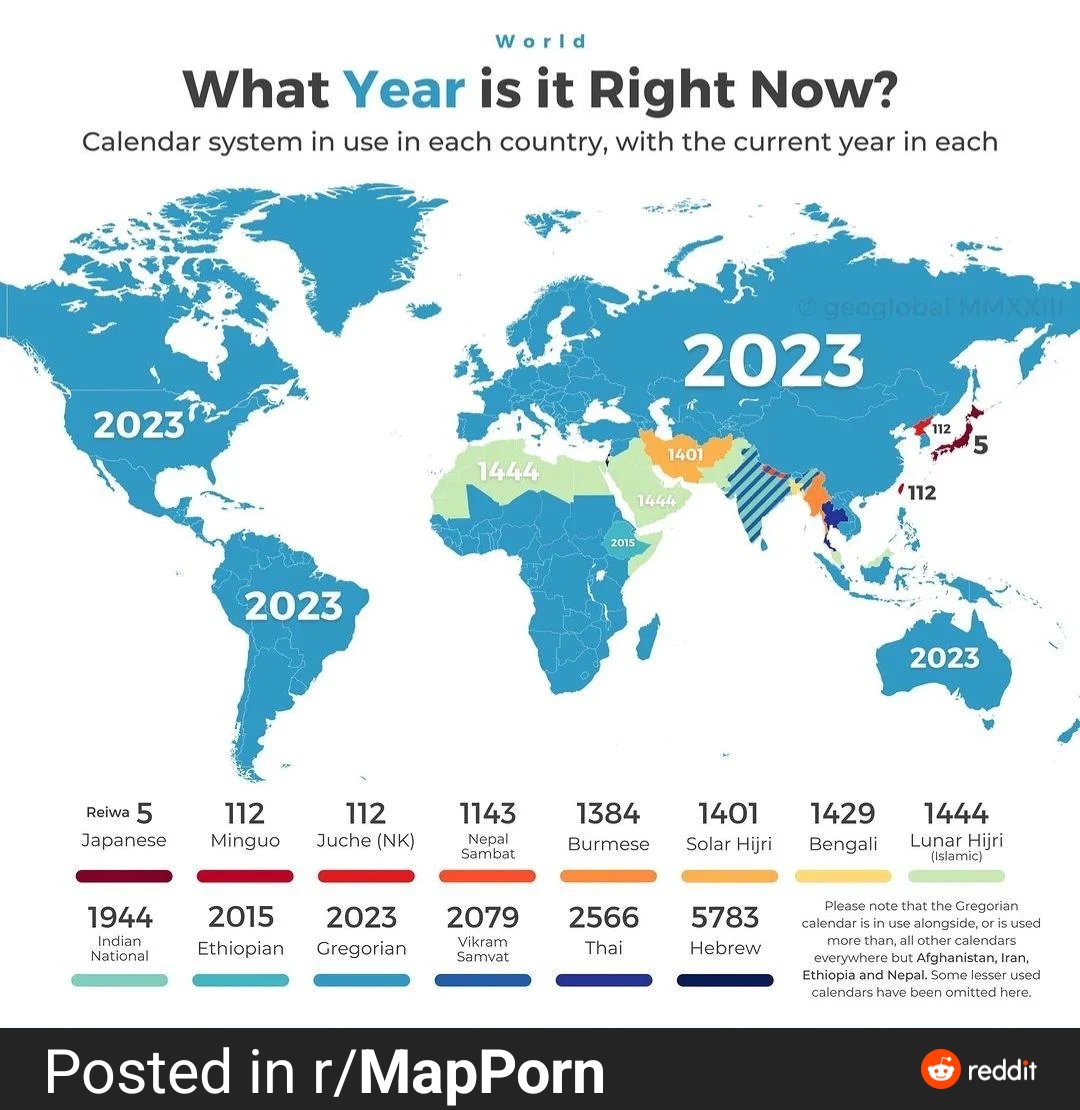 World
What Year is it Right Now?
Calendar system in use in each country, with the current year in each
© geoglobal MMXXIII
2023
2023
112
5
1401
1444
1444
112
2015
2023
2023
Reiwa 5
Japanese
112
Minguo
112
Juche (NK)
1143
Nepal
Sambat
1384
Burmese
1401
Solar Hijri
1429
Bengali
1444
Lunar Hijri
(Islamic)
1944
Indian
National
2015
Ethiopian
2023
Gregorian
2079
Vikram
Samvat
2566
Thai
5783
Hebrew
Please note that the Gregorian
calendar is in use alongside, or is used
more than, all other calendars
everywhere but Afghanistan, Iran,
Ethiopia and Nepal. Some lesser used
calendars have been omitted here.
Posted in r/MapPorn
reddit